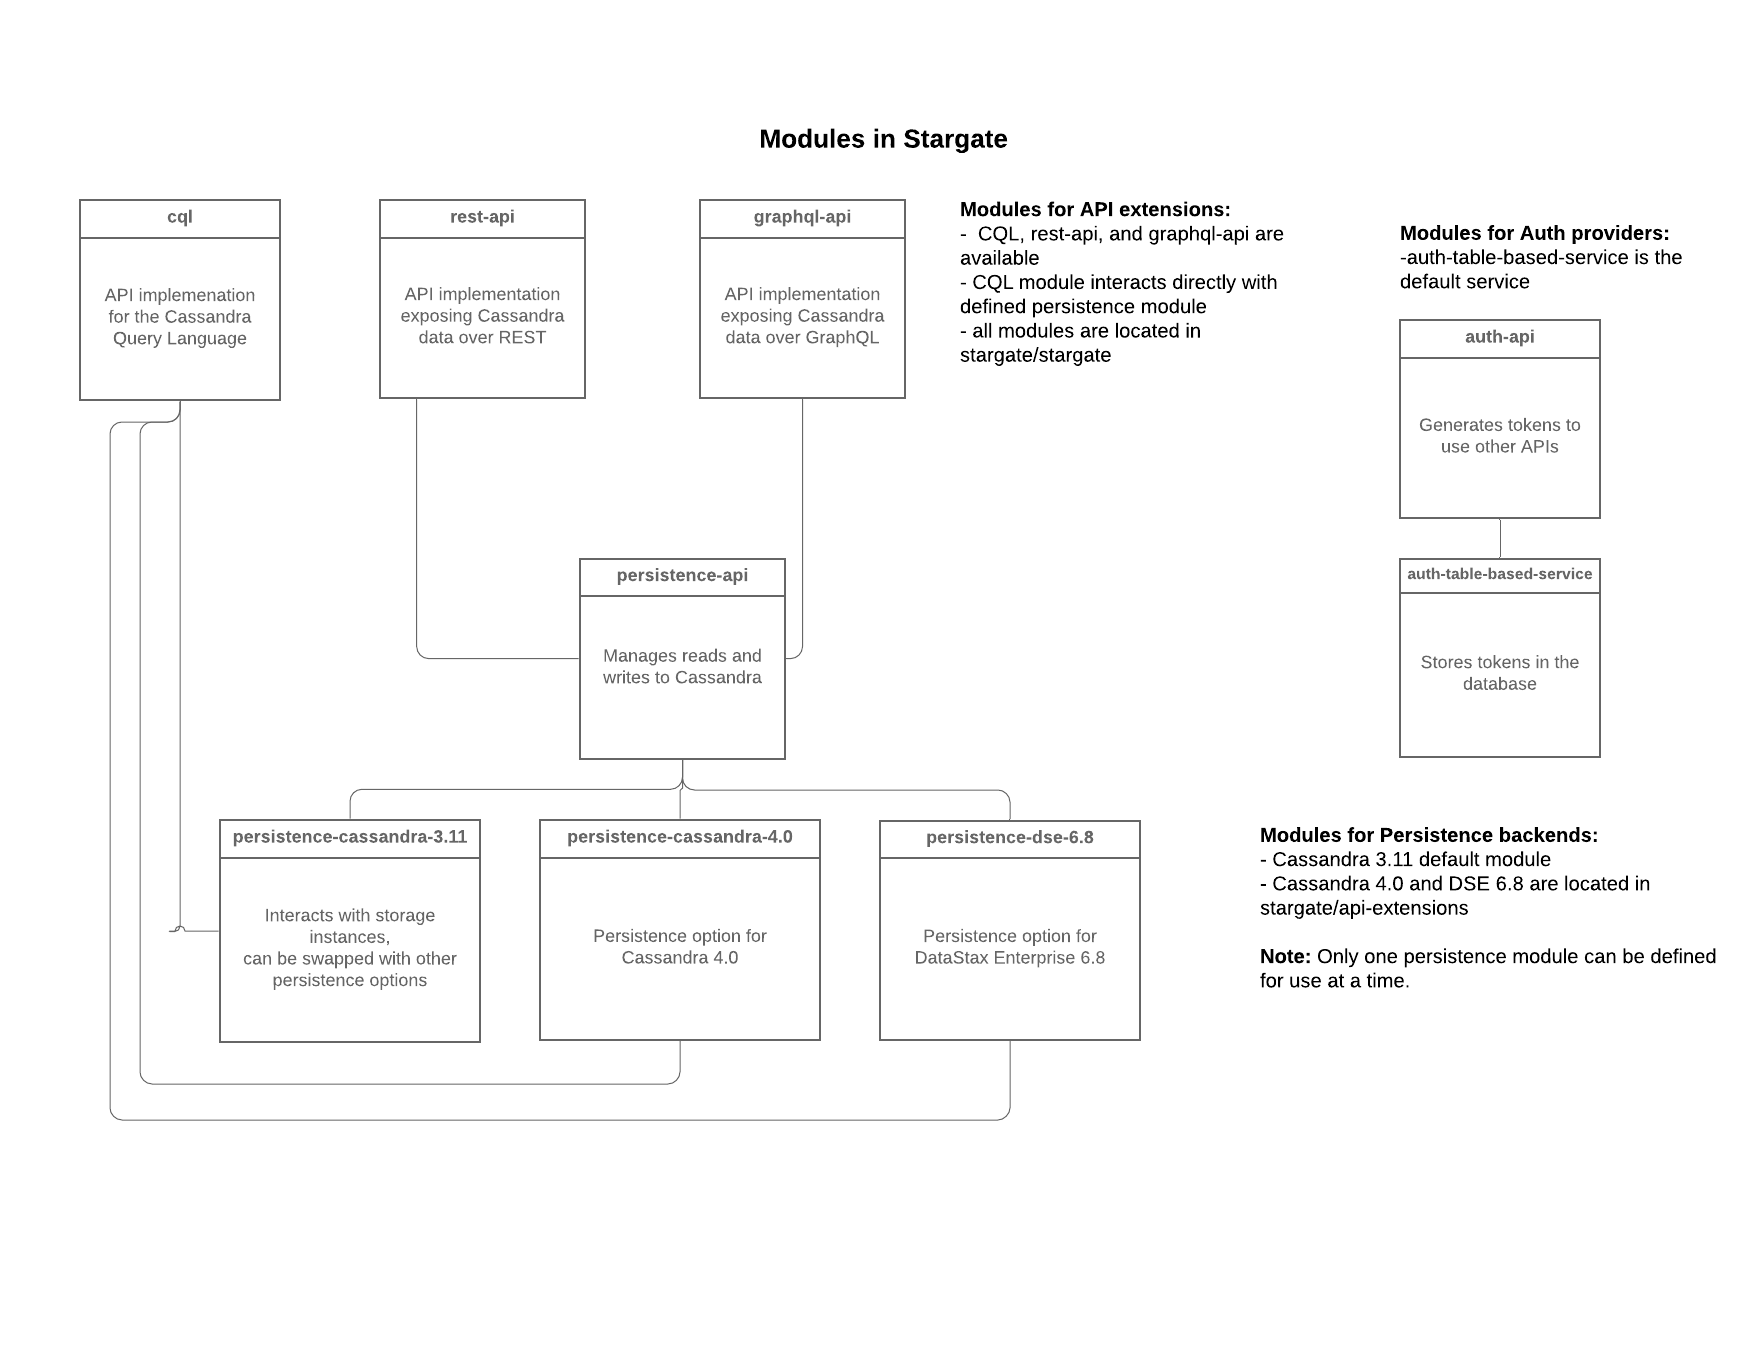 Modules in Stargate
cql
API implemenation
for the Cassandra
Query Language
rest-api
API implementation
exposing Cassandra
data over REST
graphql-api
API implementation
exposing Cassandra
data over GraphQL
Modules for API extensions:
- CQL, rest-api, and graphql-api are
available
- CQL module interacts directly with
defined persistence module
- all modules are located in
stargate/stargate
Modules for Auth providers:
-auth-table-based-service is the
default service
auth-api
Generates tokens to
use other APIs
auth-table-based-service
Stores tokens in the
database
persistence-api
Manages reads and
writes to Cassandra
persistence-cassandra-3.11
Interacts with storage
instances,
can be swapped with other
persistence options
persistence-cassandra-4.0
Persistence option for
Cassandra 4.0
persistence-dse-6.8
Persistence option for
DataStax Enterprise 6.8
Modules for Persistence backends:
- Cassandra 3.11 default module
- Cassandra 4.0 and DSE 6.8 are located in
stargate/api-extensions
Note: Only one persistence module can be defined
for use at a time.